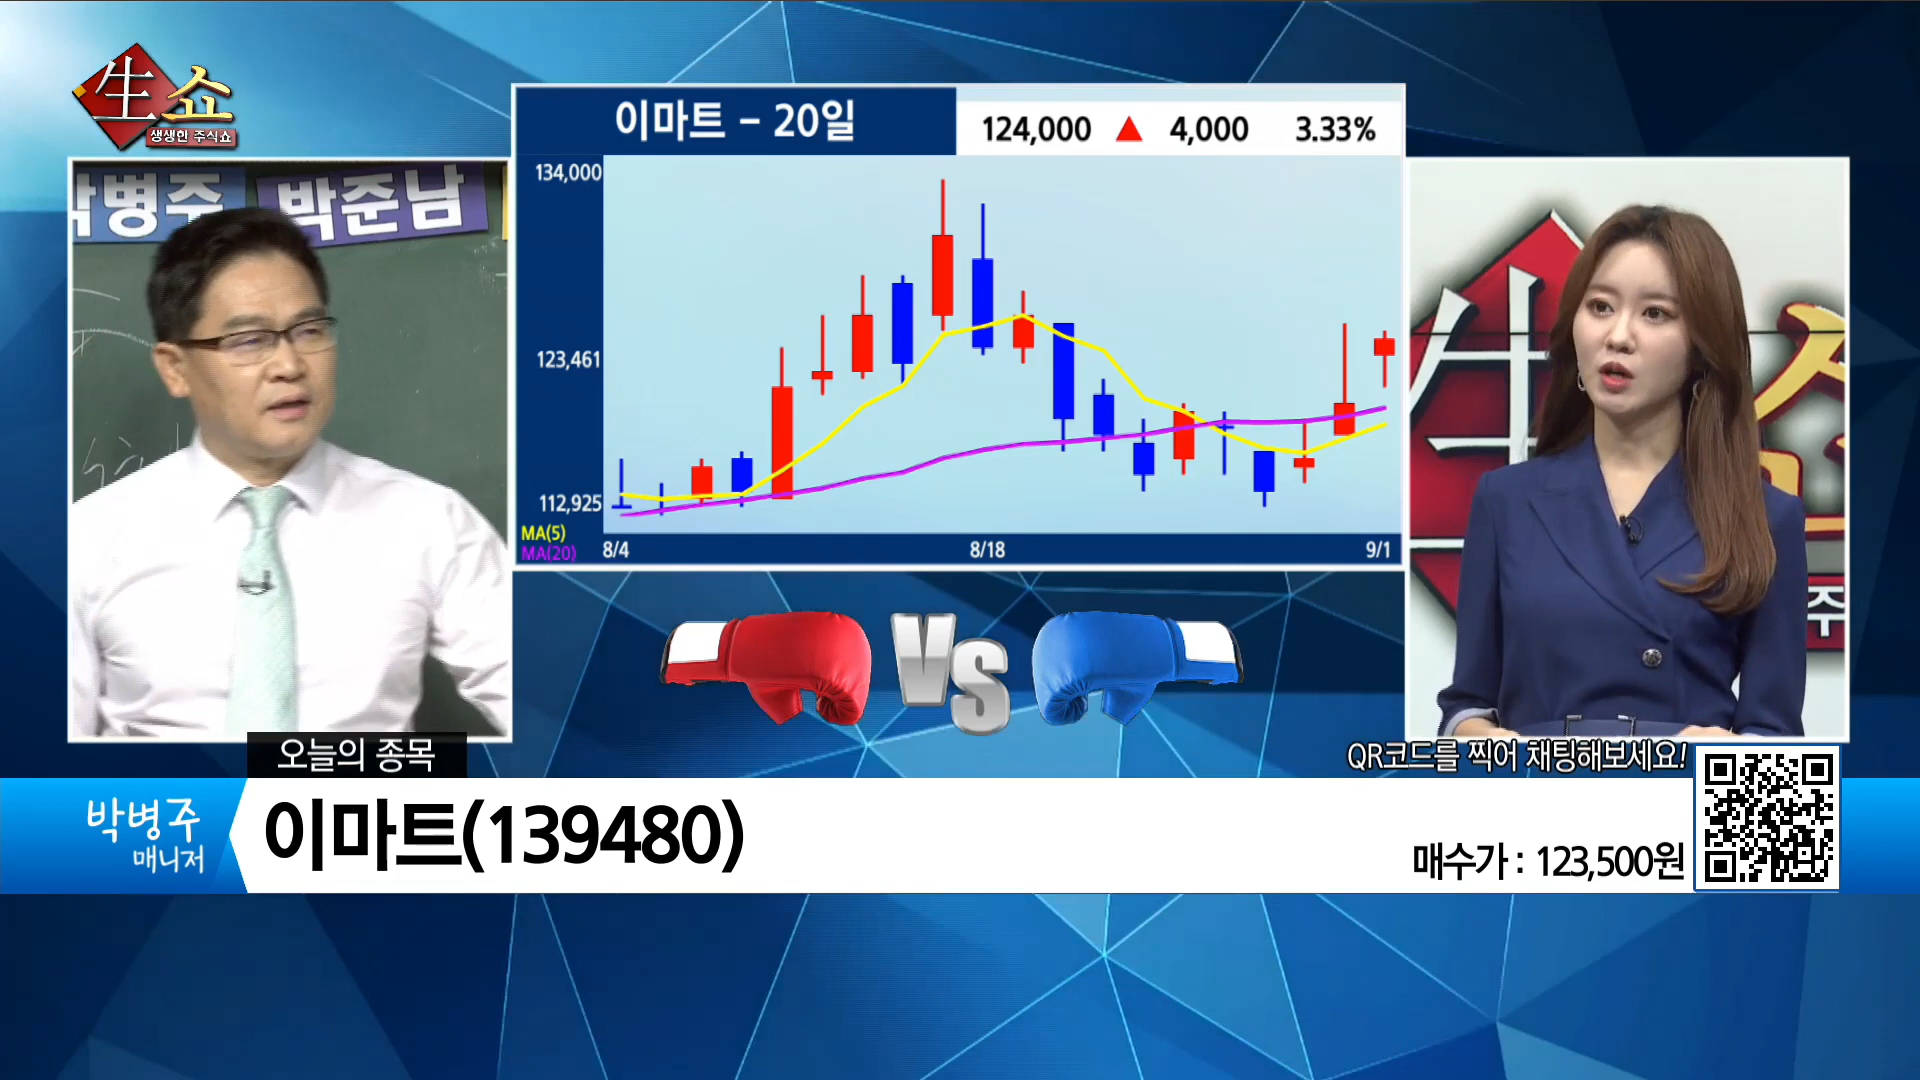 生쇼
생생한 주식쇼
박병주
박준남
이마트 - 20일
124,000 ▲ 4,000 3.33%
134,000
123,461
112,925
MA(5)
MA(20)
8/4 8/18 9/1
生쇼
주
VS
오늘의 종목
QR코드를 찍어 채팅해보세요!
박병주
매니저
이마트(139480)
매수가 : 123,500원